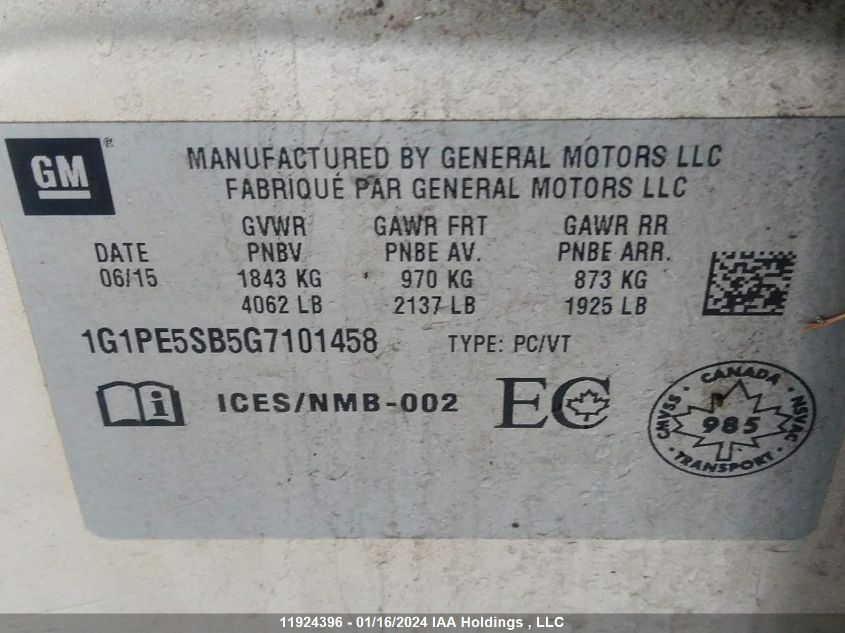 GM
MANUFACTURED BY GENERAL MOTORS LLC
FABRIQUÉ PAR GENERAL MOTORS LLC
GVWR GAWR FRT GAWR RR
DATE PNBV PNBE AV. PNBE ARR.
06/15 1843 KG 970 KG 873 KG
4062 LB 2137 LB 1925 LB
1G1PE5SB5G7101458 TYPE: PC/VT
i ICES/NMB-002 EC
CANADA
CMVSS 985 NSVAC
TRANSPORT
11924396 - 01/16/2024 IAA Holdings , LLC